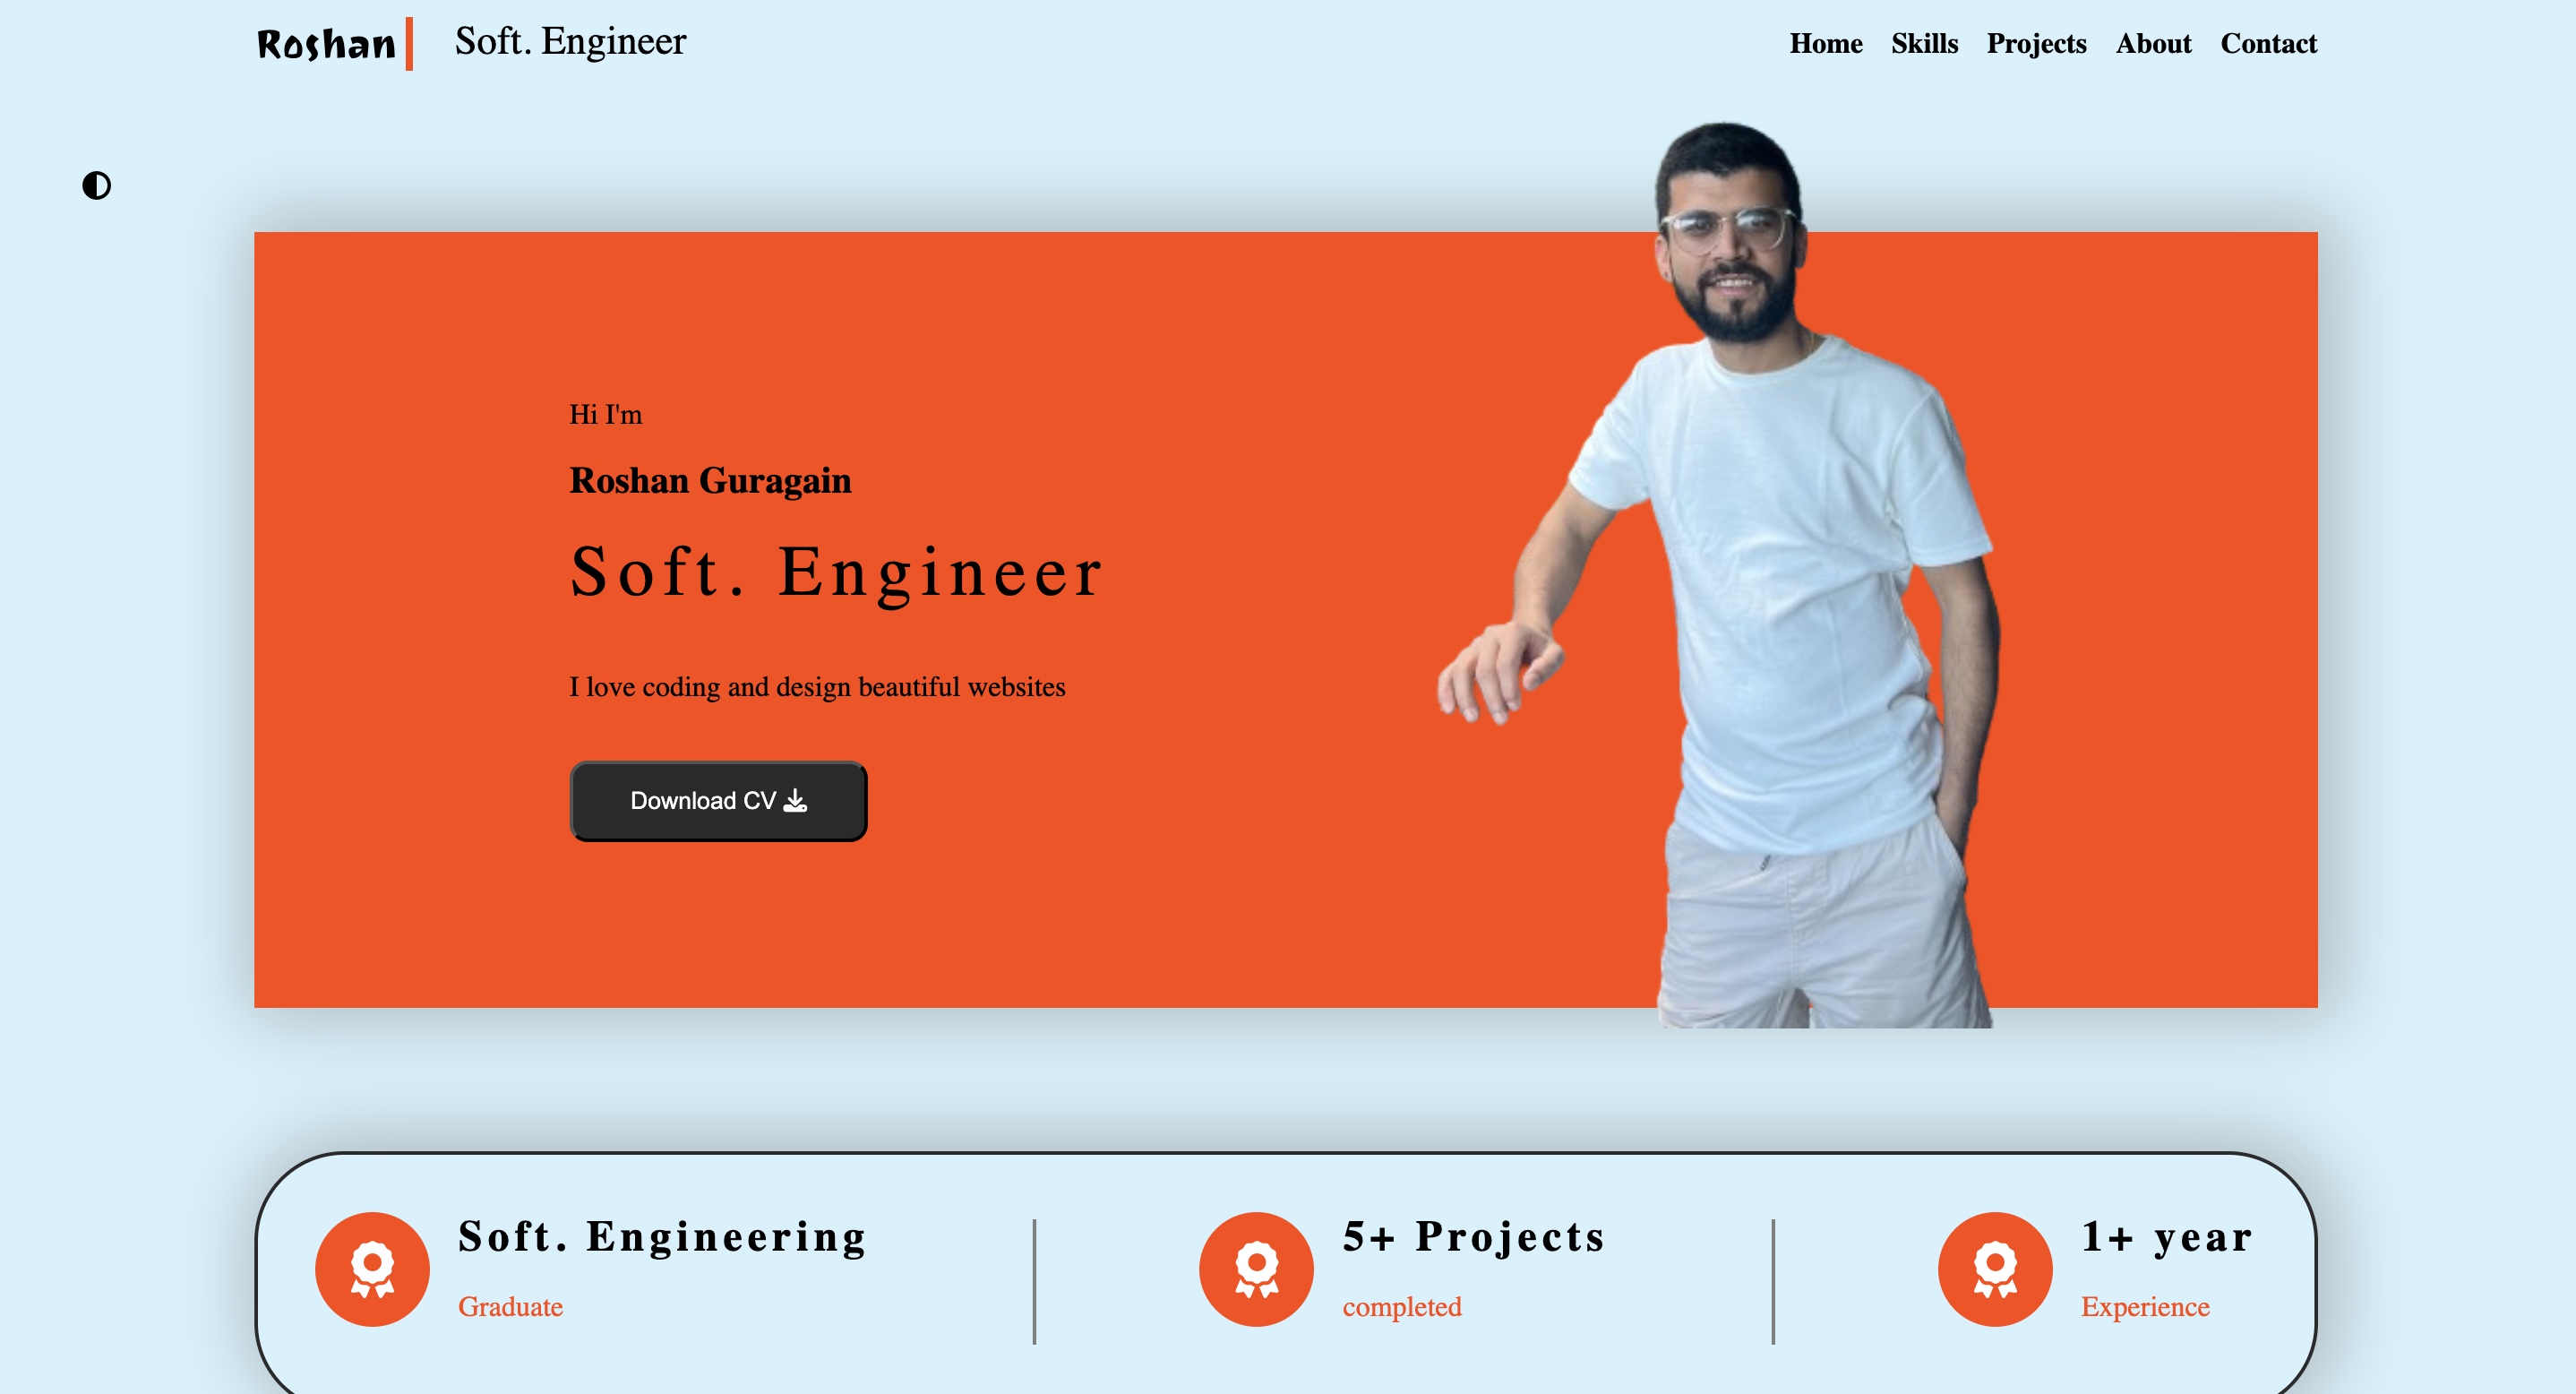 Roshan
Soft. Engineer
Home Skills Projects About Contact
Hi I'm
Roshan Guragain
Soft. Engineer
I love coding and design beautiful websites
Download CV
Soft. Engineering
Graduate
5+ Projects
completed
1+ year
Experience